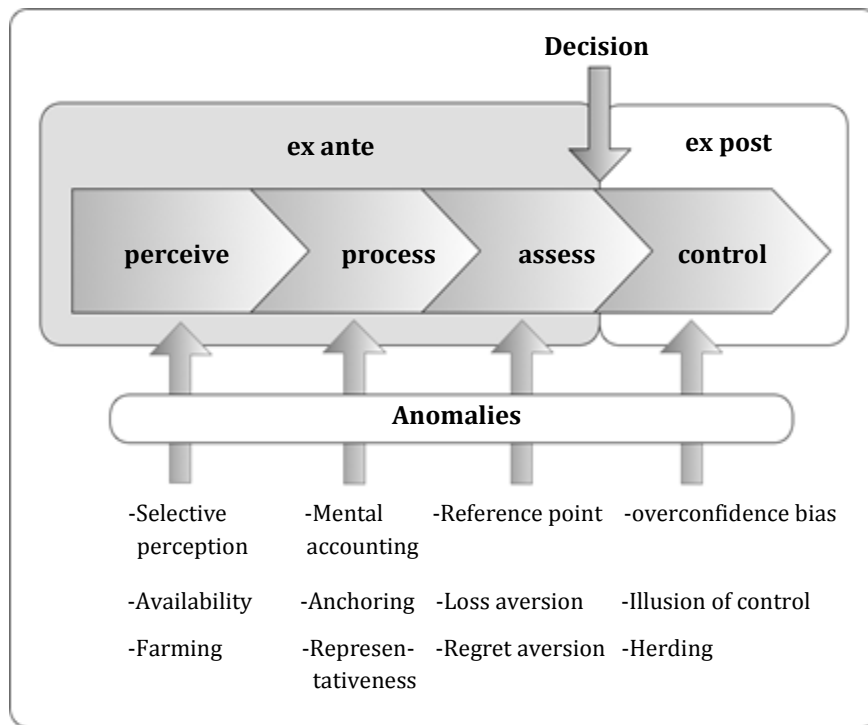 Decision
ex ante
ex post
perceive
process
assess
control
Anomalies
-Selective
perception
-Availability
-Farming
-Mental
accounting
-Anchoring
-Represen-
tativeness
-Reference point
-Loss aversion
-Regret aversion
-overconfidence bias
-Illusion of control
-Herding